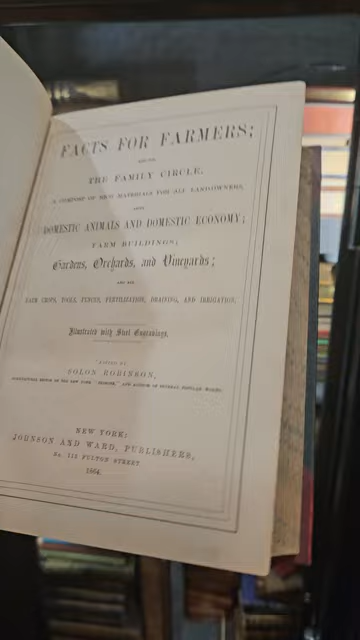 FACTS FOR FARMERS;
ALSO FOR
THE FAMILY CIRCLE.
A COMPOST OF RICH MATERIALS FOR ALL LAND-OWNERS,
ABOUT
DOMESTIC ANIMALS AND DOMESTIC ECONOMY;
FARM BUILDINGS;
Gardens, Orchards, and Vineyards;
AND ALL
FARM CROPS, TOOLS, FENCES, FERTILIZATION, DRAINING, AND IRRIGATION.
Illustrated with Steel Engravings.
EDITED BY
SOLON ROBINSON,
AGRICULTURAL EDITOR OF THE NEW YORK "TRIBUNE," AND AUTHOR OF SEVERAL POPULAR WORKS.
NEW YORK:
JOHNSON AND WARD, PUBLISHERS,
No. 113 FULTON STREET
1864.